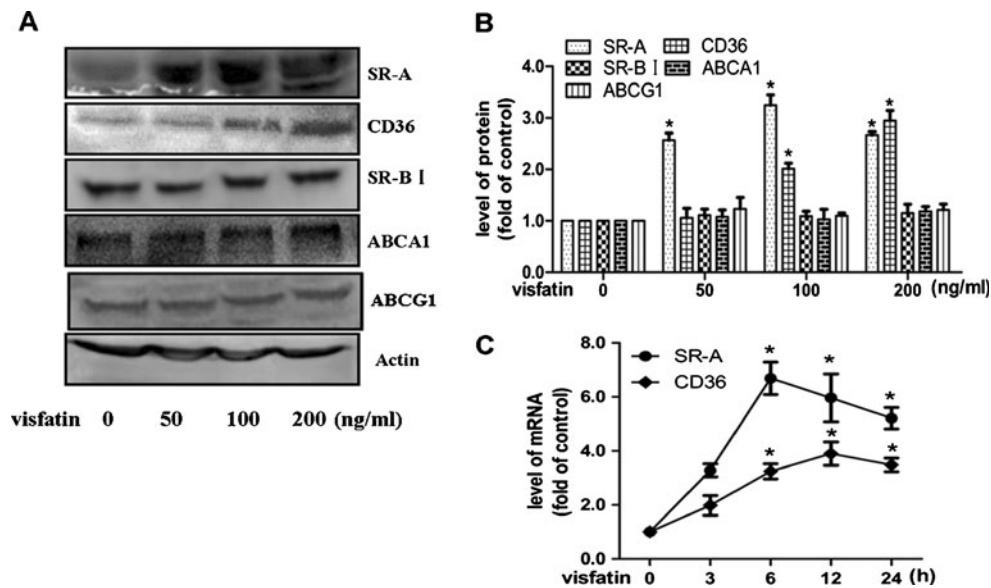 A
SR-A
CD36
SR-B I
ABCA1
ABCG1
Actin
visfatin 0 50 100 200 (ng/ml)
B
SR-A CD36
SR-B I ABCA1
ABCG1
level of protein
(fold of control)
4.0
3.0
2.0
1.0
0.0
* * * * *
visfatin 0 50 100 200 (ng/ml)
C
SR-A
CD36
level of mRNA
(fold of control)
8.0
6.0
4.0
2.0
0.0
* * *
* * *
visfatin 0 3 6 12 24 (h)